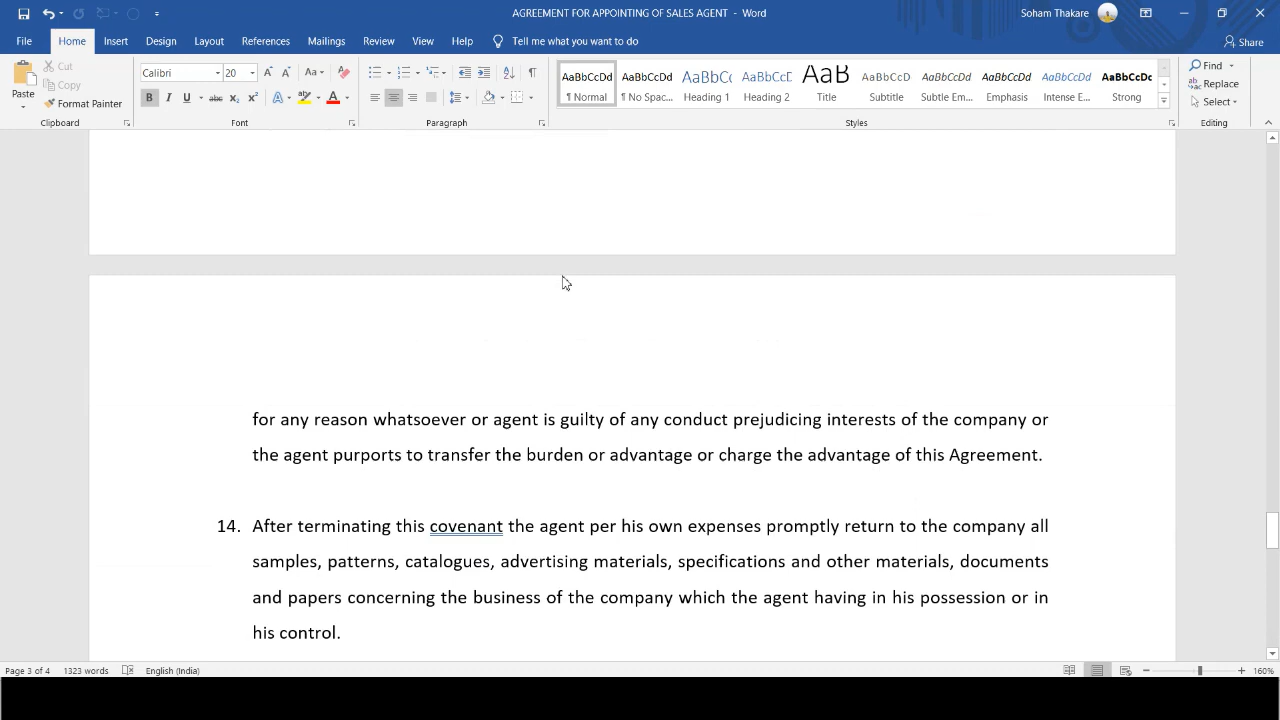 AGREEMENT FOR APPOINTING OF SALES AGENT - Word
Soham Thakare
File Home Insert Design Layout References Mailings Review View Help Tell me what you want to do Share
Paste
Cut
Copy
Format Painter
Clipboard
Calibri 20
Font
Paragraph
AaBbCcDd AaBbCcDd AaBbCc AaBbCcE AaB AaBbCcD AaBbCcDd AaBbCcDd AaBbCcDd AaBbCcDc
¶ Normal ¶ No Spac... Heading 1 Heading 2 Title Subtitle Subtle Em... Emphasis Intense E... Strong
Styles
Find
Replace
Select
Editing
for any reason whatsoever or agent is guilty of any conduct prejudicing interests of the company or
the agent purports to transfer the burden or advantage or charge the advantage of this Agreement.
14. After terminating this covenant the agent per his own expenses promptly return to the company all
samples, patterns, catalogues, advertising materials, specifications and other materials, documents
and papers concerning the business of the company which the agent having in his possession or in
his control.
Page 3 of 4 1323 words English (India) 160%